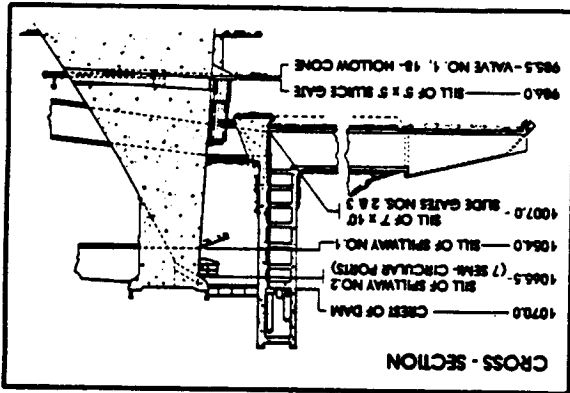 CROSS - SECTION
1070.0 CREST OF DAM
1066.5- SILL OF SPILLWAY NO.2
(7 SEMI- CIRCULAR PORTS)
1054.0 SILL OF SPILLWAY NO.1
1007.0 - SILL OF 7' x 10'
SLIDE GATES NOS. 2 & 3
986.0 SILL OF 5' x 5' SLUICE GATE
985.5 - VALVE NO. 1, 18- HOLLOW CONE